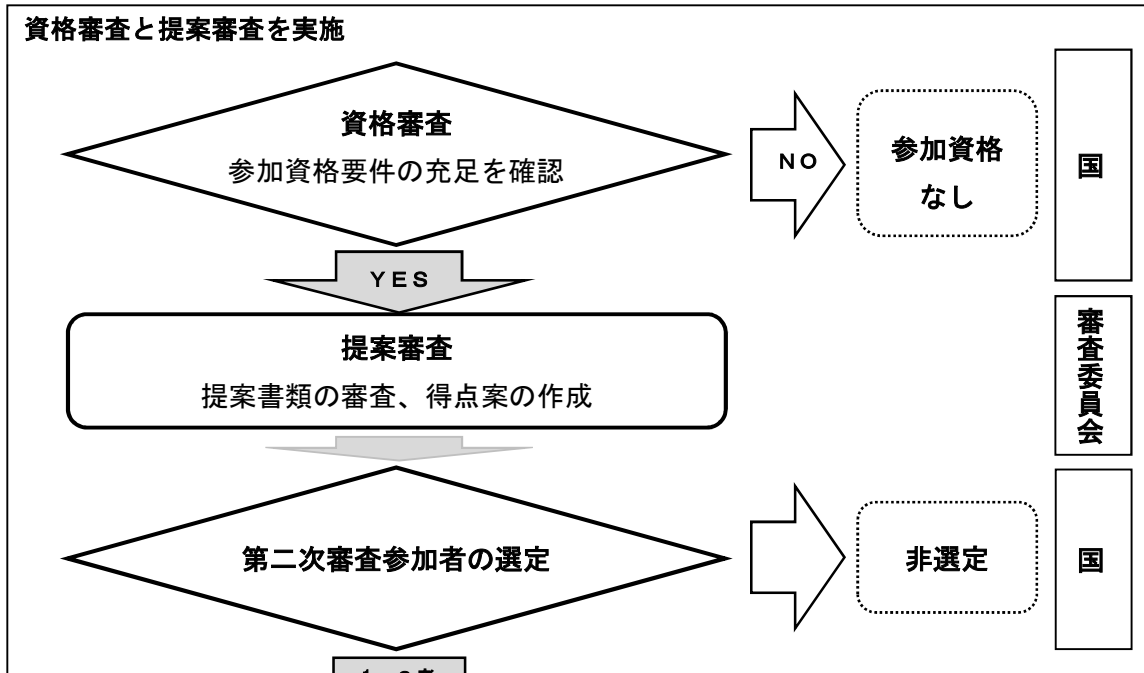 資格審査と提案審査を実施
資格審査
参加資格要件の充足を確認
NO
参加資格
なし
国
YES
提案審査
提案書類の審査、得点案の作成
審査委員会
第二次審査参加者の選定
非選定
国